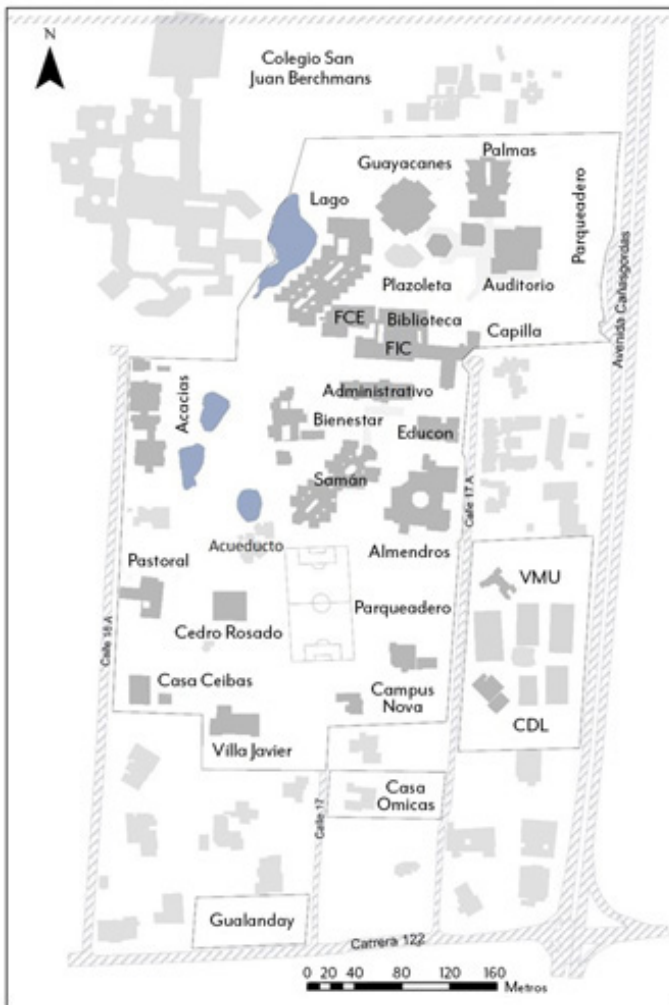 N
Colegio San
Juan Berchmans
Palmas
Guayacanes
Lago
Parqueadero
Plazoleta
Auditorio
Avenida Cañasgordas
FCE
Biblioteca
Capilla
FIC
Administrativo
Acacias
Bienestar
Educon
Samán
Calle 17 A
Acueducto
Almendros
Pastoral
VMU
Parqueadero
Cedro Rosado
Calle 18 A
Casa Ceibas
Campus
Nova
CDL
Villa Javier
Casa
Omicas
Calle 17
Gualanday
Carrera 122
0 20 40 80 120 160
Metros